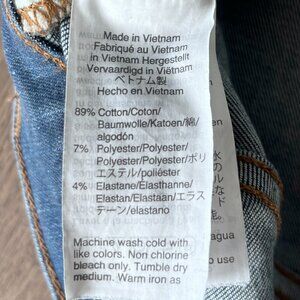 Made in Vietnam
Fabriqué au Vietnam
in Vietnam Hergestellt
Vervaardigd in Viëtnam
ベトナム製
Hecho en Vietnam
89% Cotton/Coton/
Baumwolle/Katoen/綿/
algodón
7% Polyester/Polyester/
Polyester/Polyester/ポリ
エステル/poliéster
4% Elastane/Élasthanne/
Elastan/Elastaan/エラス
テーン/elastano
Machine wash cold with
like colors. Non chlorine
bleach only. Tumble dry
medium. Warm iron as
agua
o use